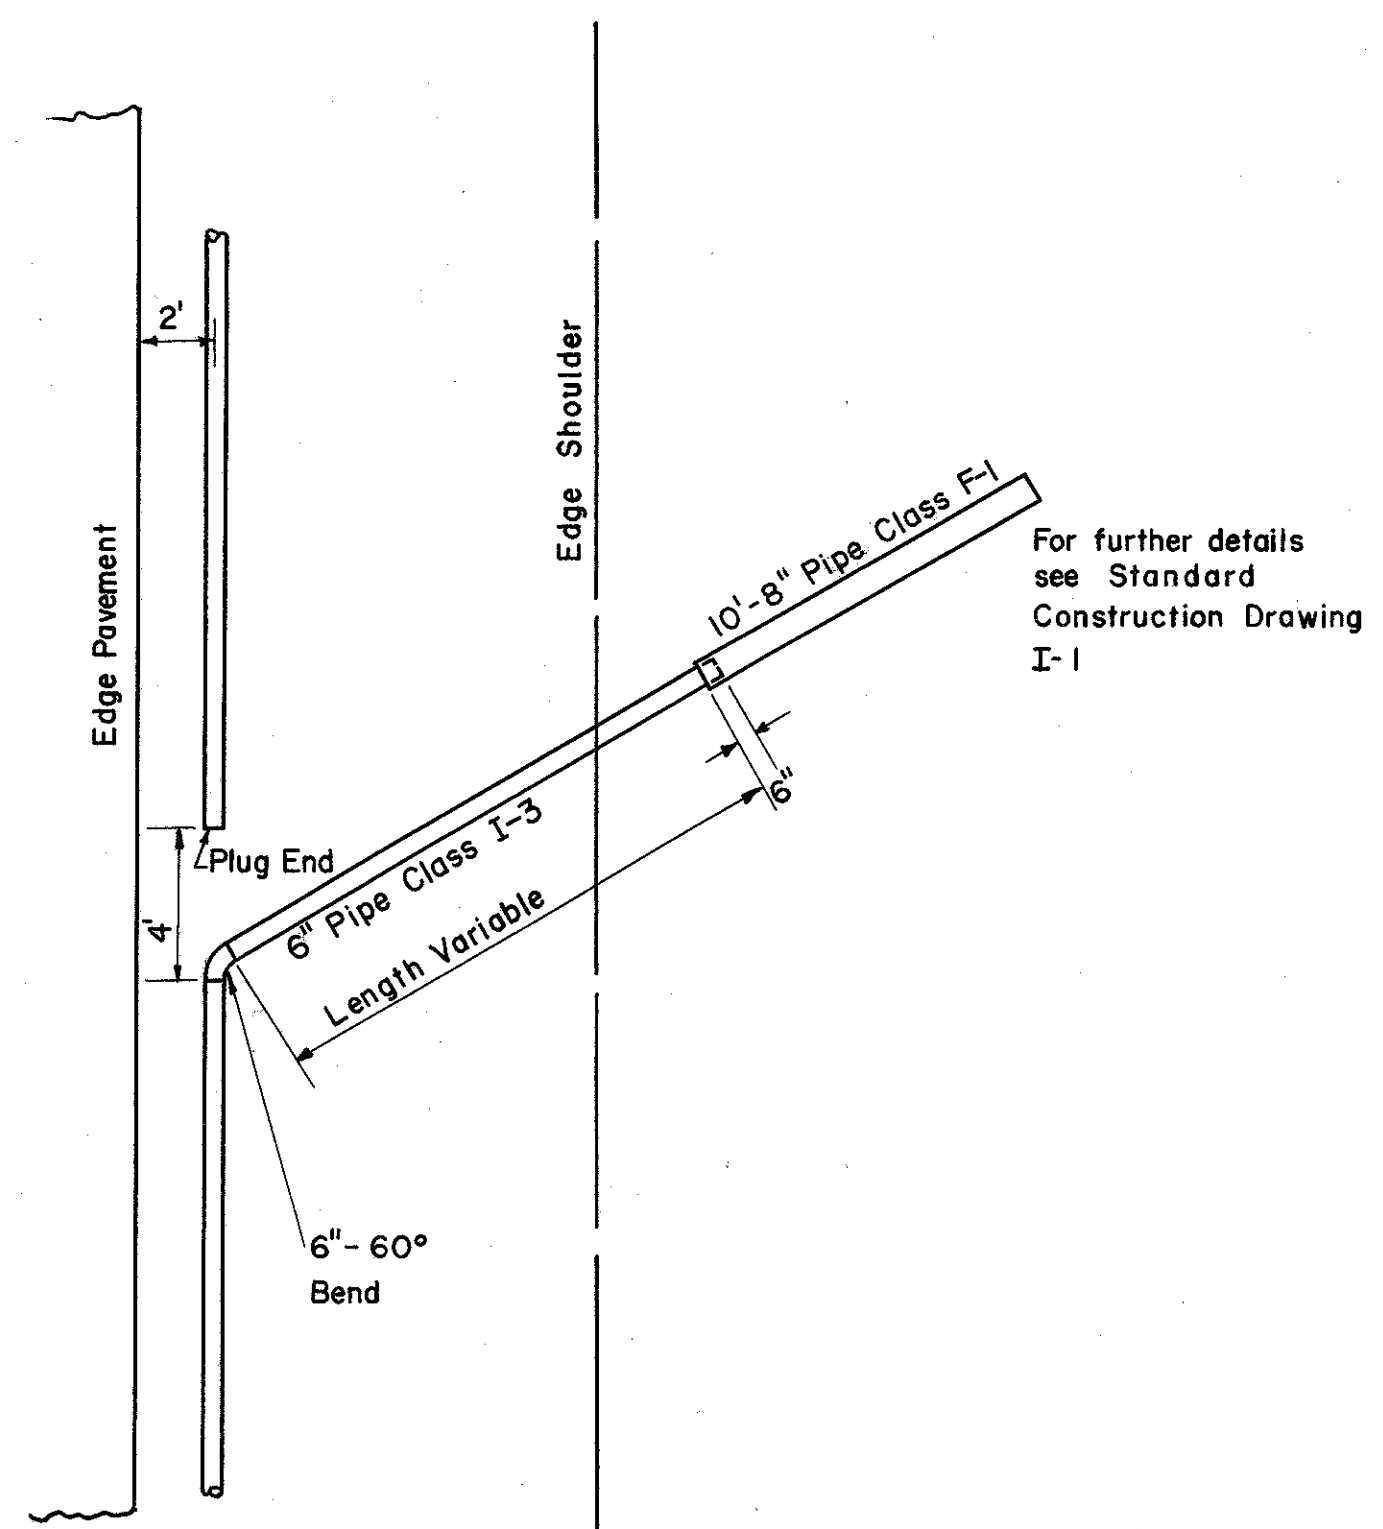 2'
Edge Shoulder
10'-8" Pipe Class F-1
Edge Pavement
For further details
see Standard
Construction Drawing
I-1
6"
Plug End
6" Pipe Class I-3
4'
Length Variable
6"-60°
Bend